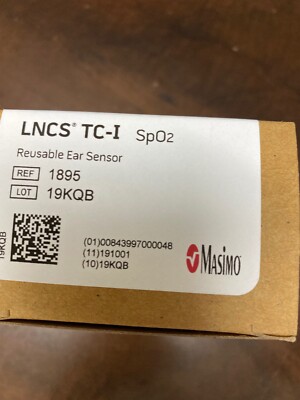 LNCS® TC-I SpO2
Reusable Ear Sensor
REF 1895
LOT 19KQB
19KQB
(01)00843997000048
(11)191001
(10)19KQB
Masimo®